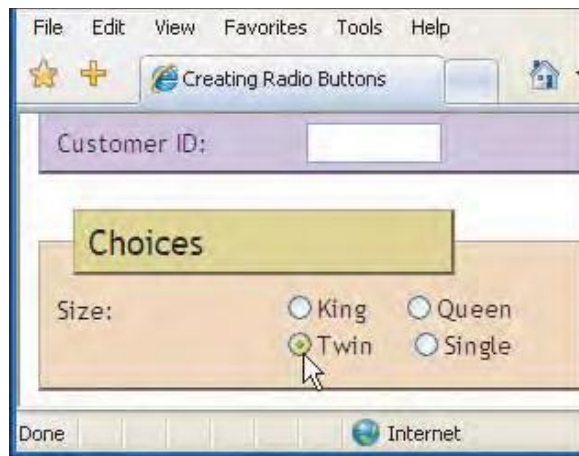 File Edit View Favorites Tools Help
Creating Radio Buttons
Customer ID:
Choices
Size: King Queen
Twin Single
Done Internet